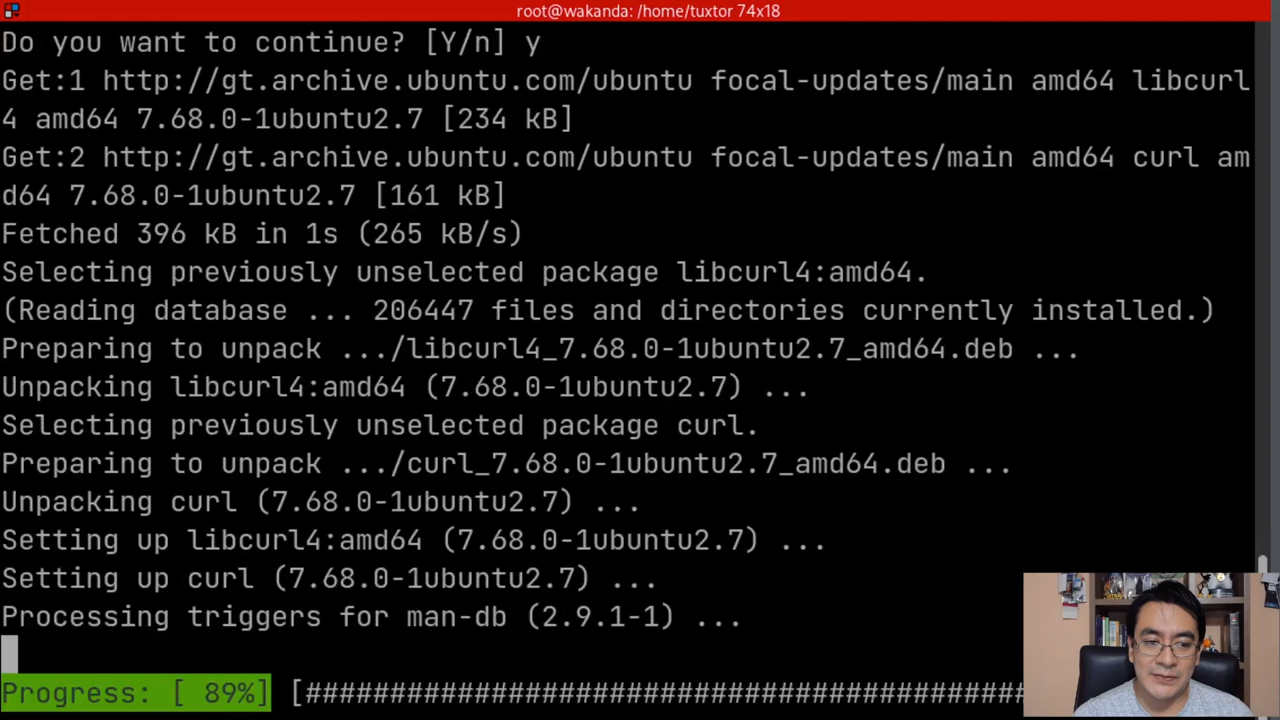 root@wakanda: /home/tuxtor 74x18
Do you want to continue? [Y/n] y
Get:1 http://gt.archive.ubuntu.com/ubuntu focal-updates/main amd64 libcurl
4 amd64 7.68.0-1ubuntu2.7 [234 kB]
Get:2 http://gt.archive.ubuntu.com/ubuntu focal-updates/main amd64 curl am
d64 7.68.0-1ubuntu2.7 [161 kB]
Fetched 396 kB in 1s (265 kB/s)
Selecting previously unselected package libcurl4:amd64.
(Reading database ... 206447 files and directories currently installed.)
Preparing to unpack .../libcurl4_7.68.0-1ubuntu2.7_amd64.deb ...
Unpacking libcurl4:amd64 (7.68.0-1ubuntu2.7) ...
Selecting previously unselected package curl.
Preparing to unpack .../curl_7.68.0-1ubuntu2.7_amd64.deb ...
Unpacking curl (7.68.0-1ubuntu2.7) ...
Setting up libcurl4:amd64 (7.68.0-1ubuntu2.7) ...
Setting up curl (7.68.0-1ubuntu2.7) ...
Processing triggers for man-db (2.9.1-1) ...
Progress: [ 89%] [###########################################